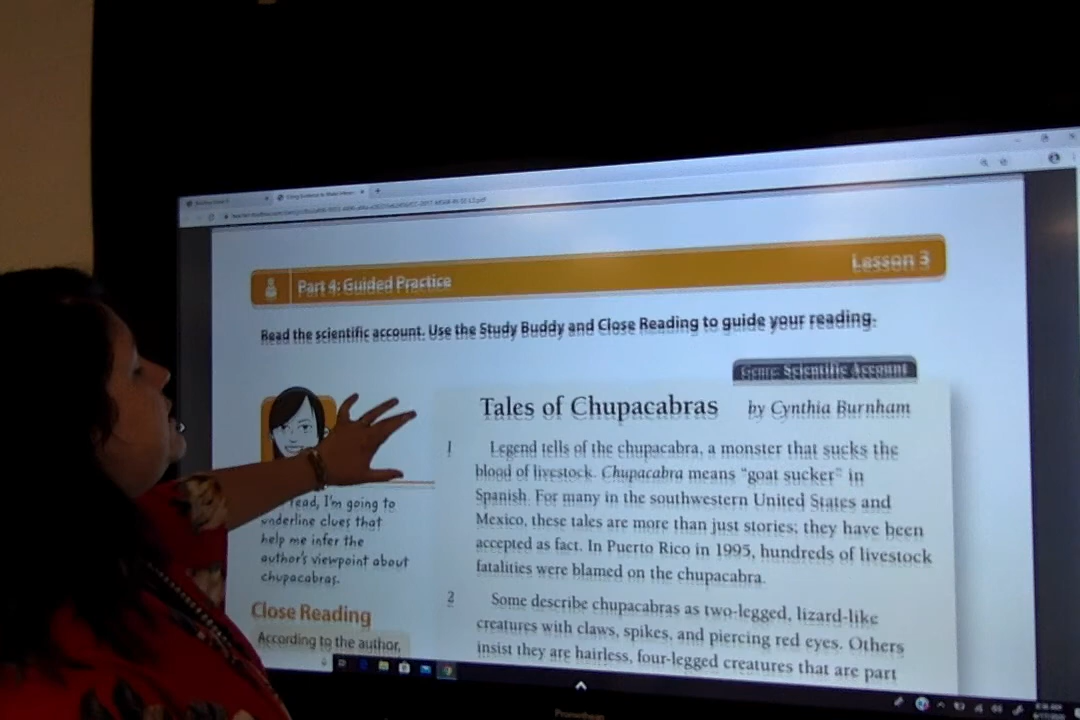 Part 4: Guided Practice
Lesson 3
Read the scientific account. Use the Study Buddy and Close Reading to guide your reading.
Genre: Scientific Account
Tales of Chupacabras by Cynthia Burnham
1 Legend tells of the chupacabra, a monster that sucks the
blood of livestock. Chupacabra means "goat sucker" in
Spanish. For many in the southwestern United States and
Mexico, these tales are more than just stories; they have been
accepted as fact. In Puerto Rico in 1995, hundreds of livestock
fatalities were blamed on the chupacabra.
2 Some describe chupacabras as two-legged, lizard-like
creatures with claws, spikes, and piercing red eyes. Others
insist they are hairless, four-legged creatures that are part
read, I'm going to
underline clues that
help me infer the
author's viewpoint about
chupacabras.
Close Reading
According to the author,
Promethean